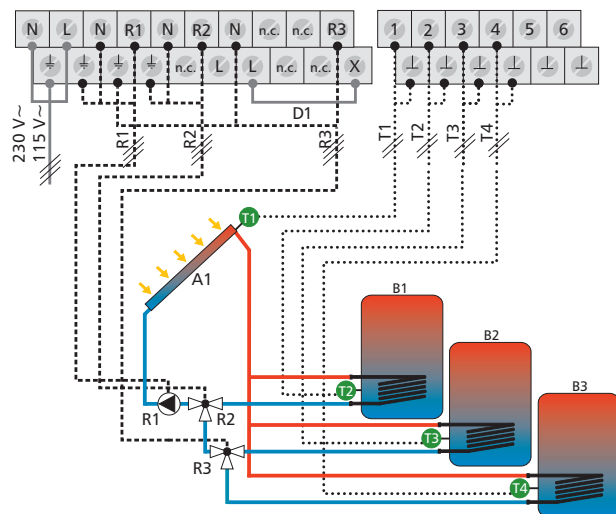 N L N R1 N R2 N n.c. n.c. R3
n.c. L L n.c. n.c. X
1 2 3 4 5 6
D1
230 V~
115 V~
R1
R2
R3
T1
T2
T3
T4
T1
A1
B1
B2
B3
T2
R1
R2
T3
R3
T4